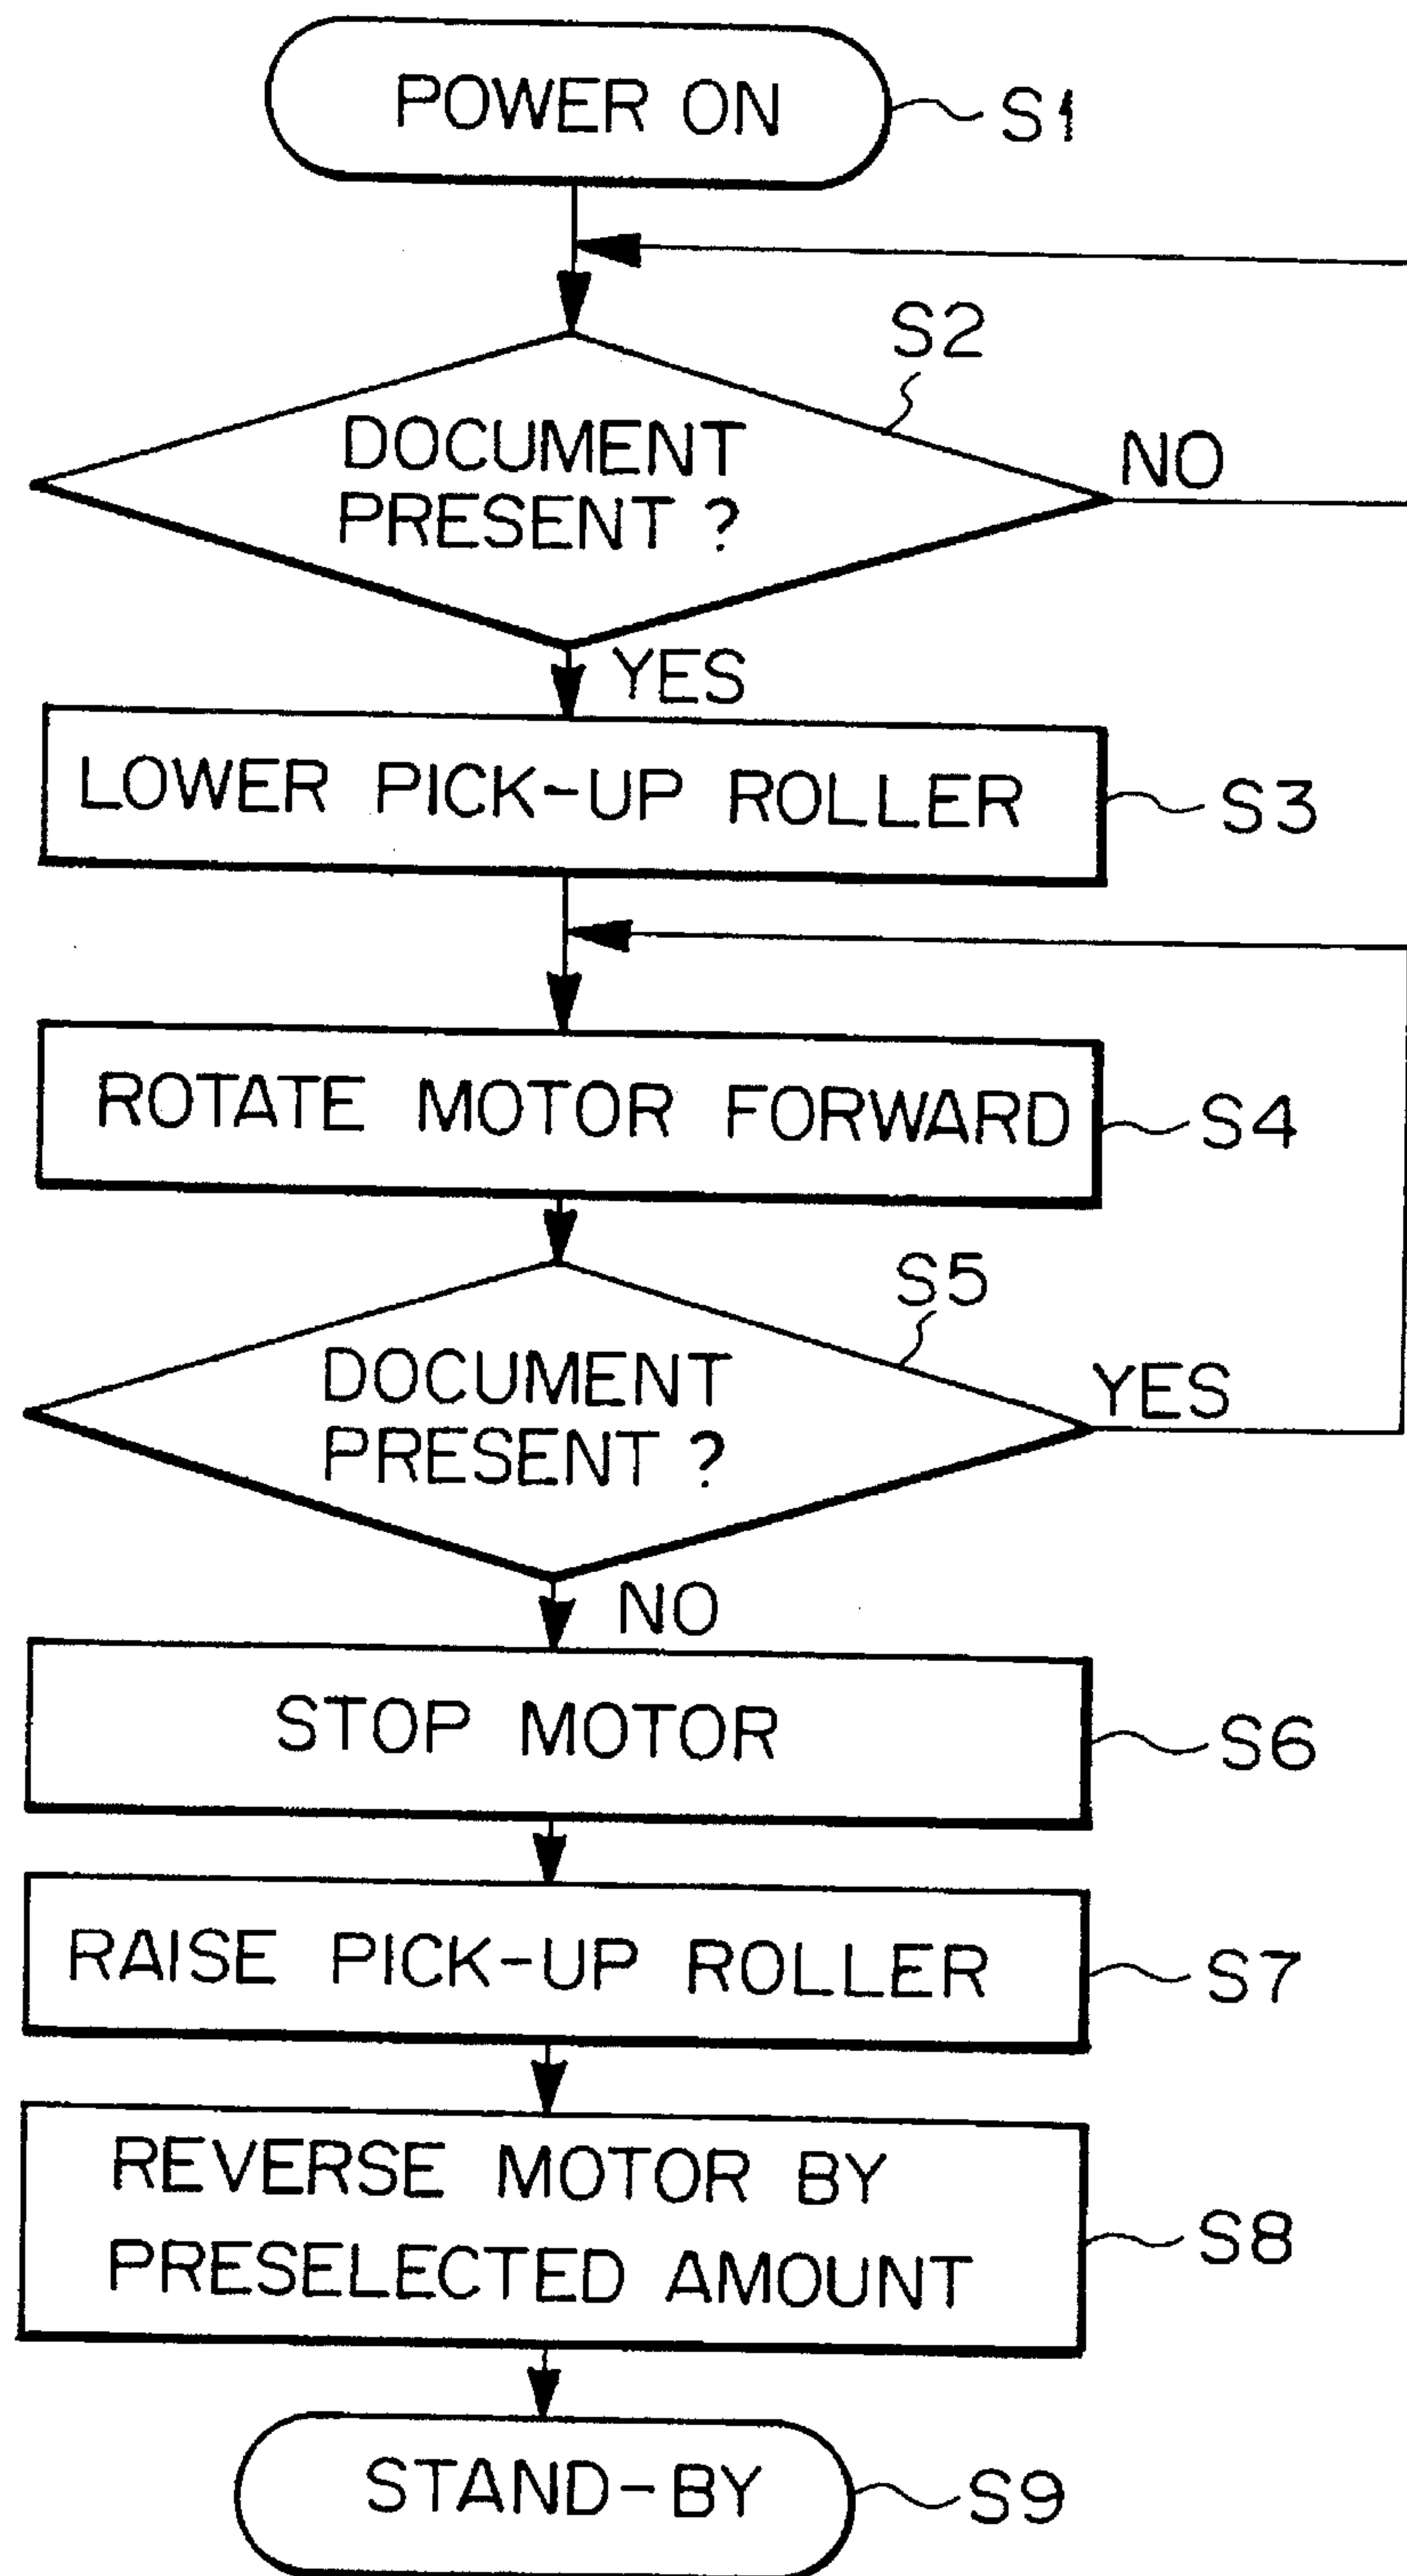 POWER ON
S1
S2
DOCUMENT
PRESENT ?
NO
YES
LOWER PICK-UP ROLLER
S3
ROTATE MOTOR FORWARD
S4
S5
DOCUMENT
PRESENT ?
YES
NO
STOP MOTOR
S6
RAISE PICK-UP ROLLER
S7
REVERSE MOTOR BY
PRESELECTED AMOUNT
S8
STAND-BY
S9